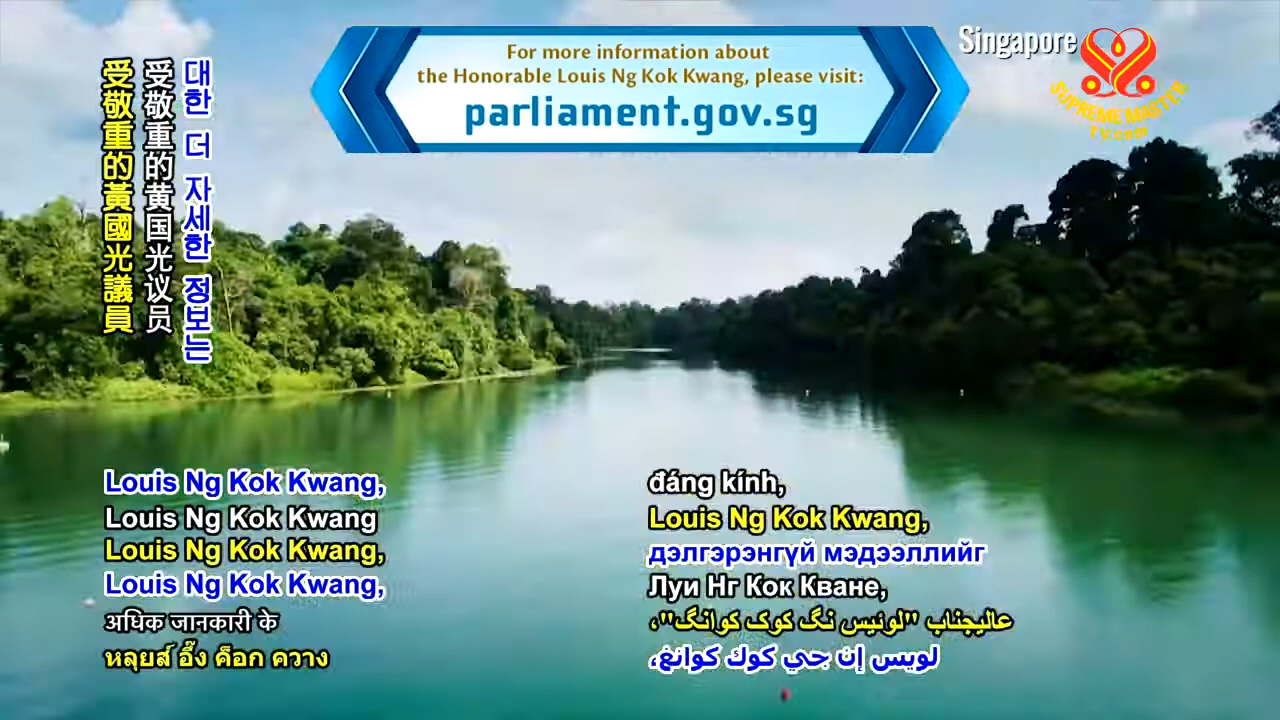 For more information about
the Honorable Louis Ng Kok Kwang, please visit:
parliament.gov.sg
Singapore
SUPREME MASTER
TV.com
대한 더 자세한 정보는
受敬重的黄国光议员
受敬重的黃國光議員
Louis Ng Kok Kwang,
Louis Ng Kok Kwang
Louis Ng Kok Kwang,
Louis Ng Kok Kwang,
अधिक जानकारी के
หลุยส์ อึ๊ง ค็อก ควาง
đáng kính,
Louis Ng Kok Kwang,
дэлгэрэнгүй мэдээллийг
Луи Нг Кок Кване,
عالیجناب "لوئیس نگ کوک کوانگ"،
لويس إن جي كوك كوانغ،